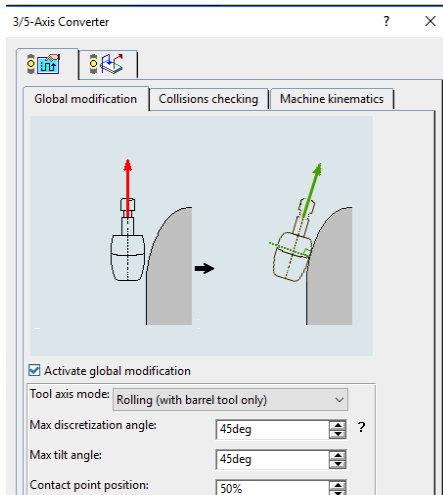 3/5-Axis Converter ? ×
Global modification Collisions checking Machine kinematics
Activate global modification
Tool axis mode: Rolling (with barrel tool only)
Max discretization angle: 45deg ?
Max tilt angle: 45deg
Contact point position: 50%